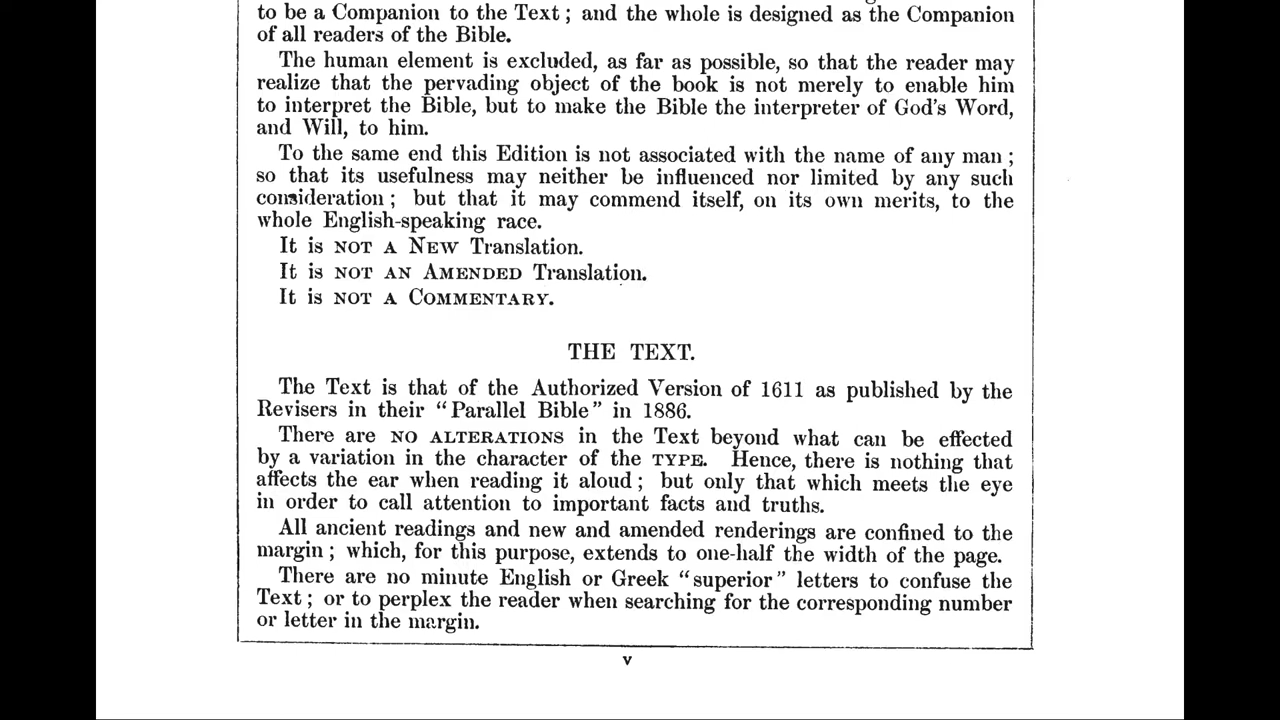 to be a Companion to the Text; and the whole is designed as the Companion
of all readers of the Bible.
The human element is excluded, as far as possible, so that the reader may
realize that the pervading object of the book is not merely to enable him
to interpret the Bible, but to make the Bible the interpreter of God's Word,
and Will, to him.
To the same end this Edition is not associated with the name of any man;
so that its usefulness may neither be influenced nor limited by any such
consideration; but that it may commend itself, on its own merits, to the
whole English-speaking race.
It is NOT A NEW Translation.
It is NOT AN AMENDED Translation.
It is NOT A COMMENTARY.
THE TEXT.
The Text is that of the Authorized Version of 1611 as published by the
Revisers in their "Parallel Bible" in 1886.
There are NO ALTERATIONS in the Text beyond what can be effected
by a variation in the character of the TYPE. Hence, there is nothing that
affects the ear when reading it aloud; but only that which meets the eye
in order to call attention to important facts and truths.
All ancient readings and new and amended renderings are confined to the
margin; which, for this purpose, extends to one-half the width of the page.
There are no minute English or Greek "superior" letters to confuse the
Text; or to perplex the reader when searching for the corresponding number
or letter in the margin.
v